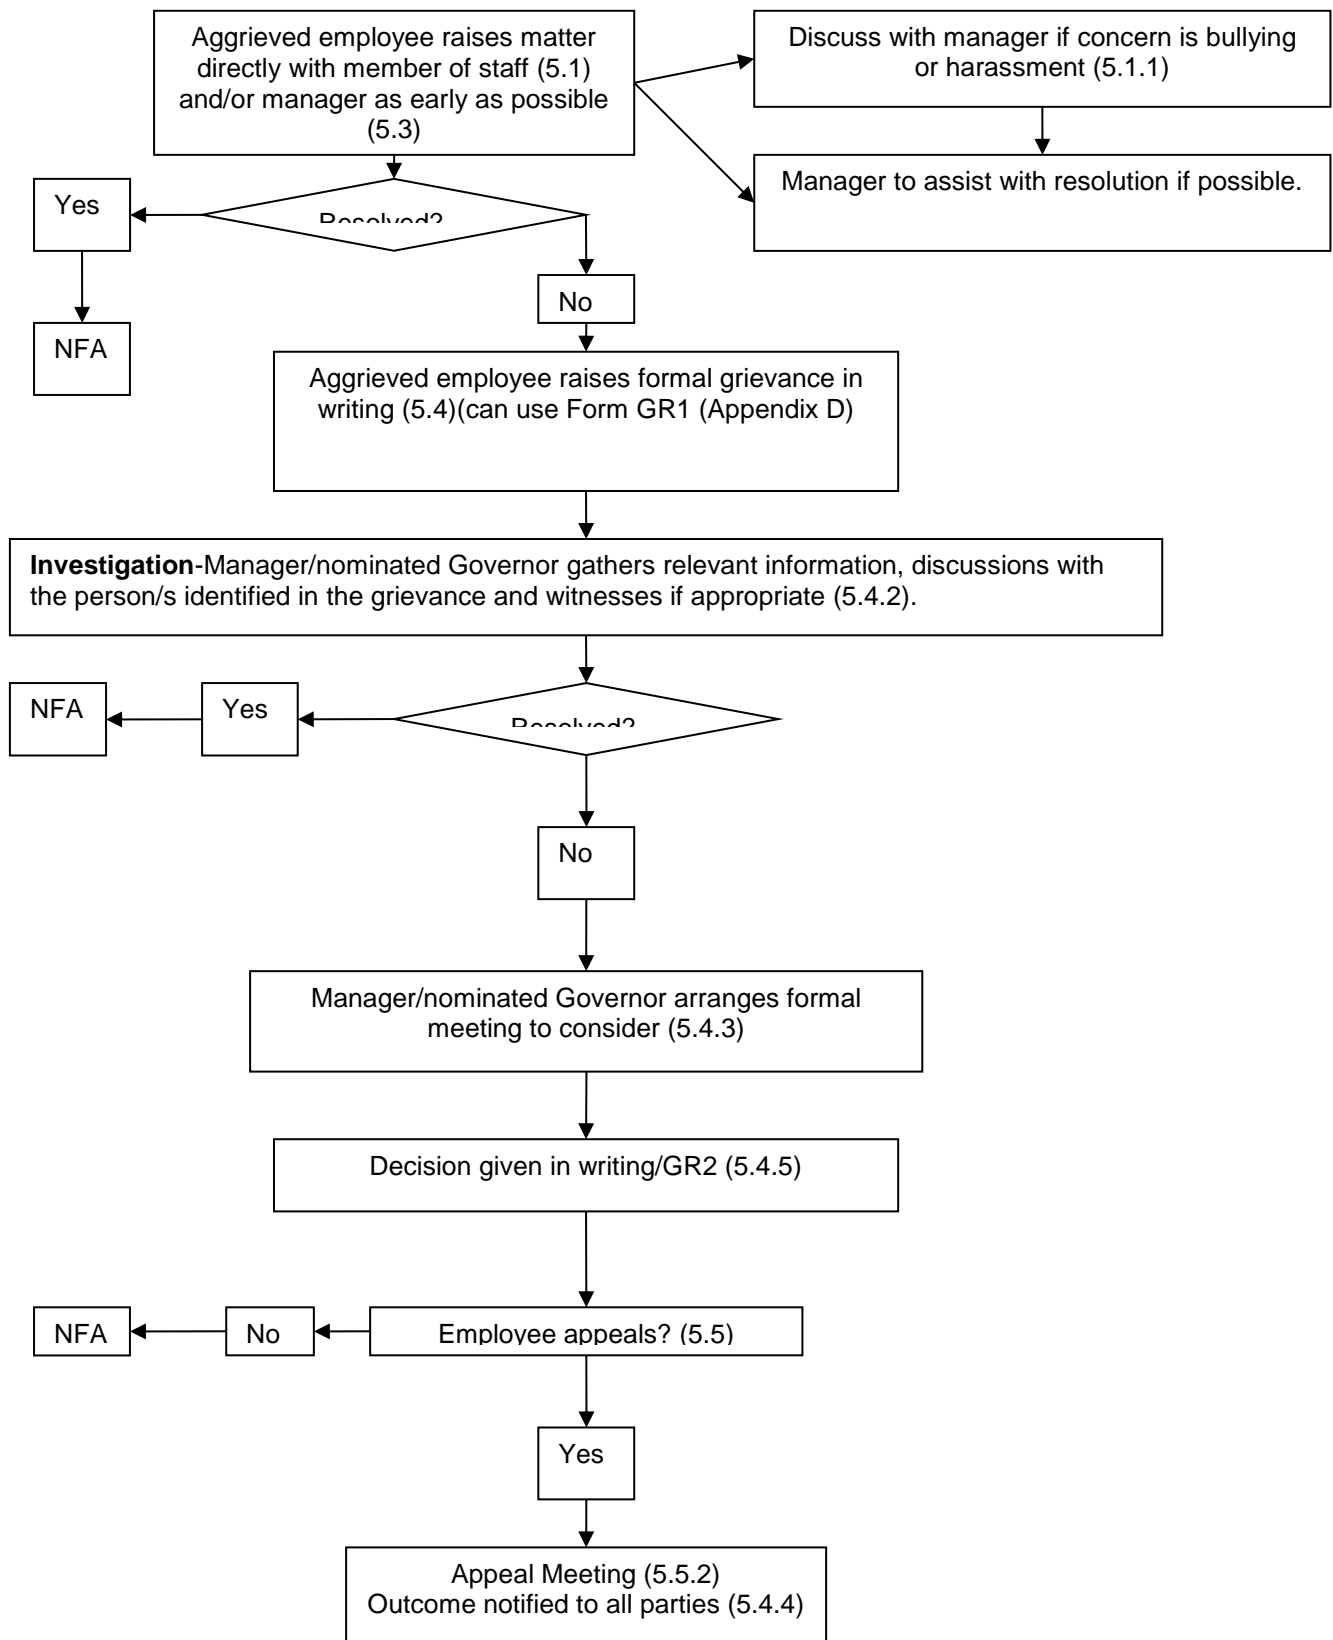 Aggrieved employee raises matter
directly with member of staff (5.1)
and/or manager as early as possible
(5.3)
Discuss with manager if concern is bullying
or harassment (5.1.1)
Manager to assist with resolution if possible.
Yes
Resolved?
No
NFA
Aggrieved employee raises formal grievance in
writing (5.4)(can use Form GR1 (Appendix D)
Investigation-Manager/nominated Governor gathers relevant information, discussions with
the person/s identified in the grievance and witnesses if appropriate (5.4.2).
NFA
Yes
Resolved?
No
Manager/nominated Governor arranges formal
meeting to consider (5.4.3)
Decision given in writing/GR2 (5.4.5)
NFA
No
Employee appeals? (5.5)
Yes
Appeal Meeting (5.5.2)
Outcome notified to all parties (5.4.4)